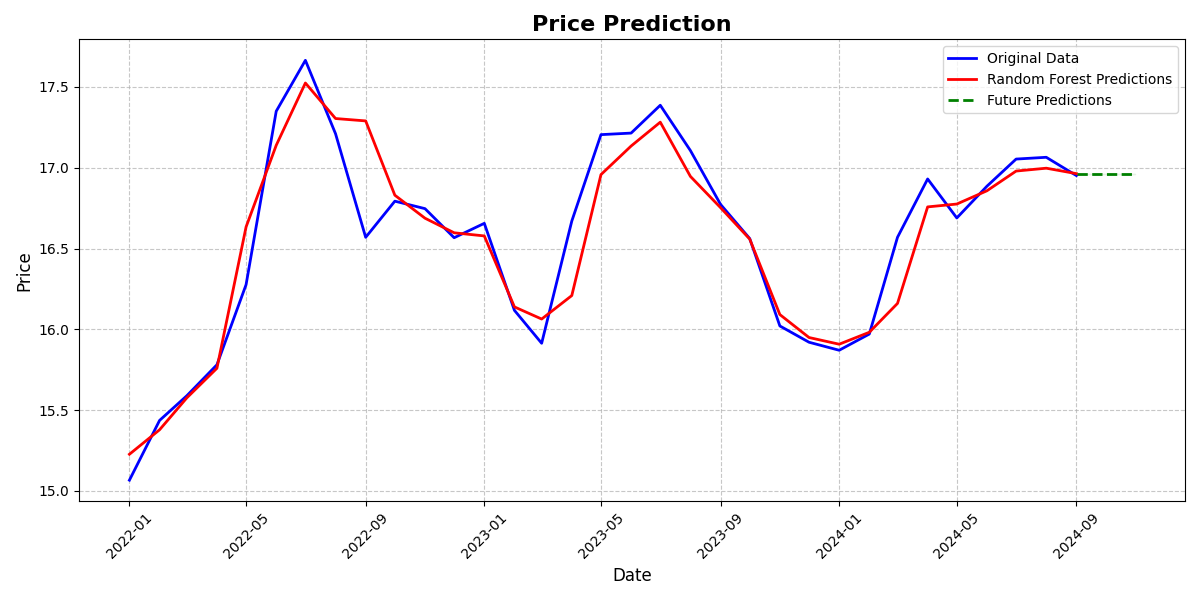 Price Prediction
Original Data
Random Forest Predictions
Future Predictions
Price
17.5
17.0
16.5
16.0
15.5
15.0
2022-01
2022-05
2022-09
2023-01
2023-05
2023-09
2024-01
2024-05
2024-09
Date